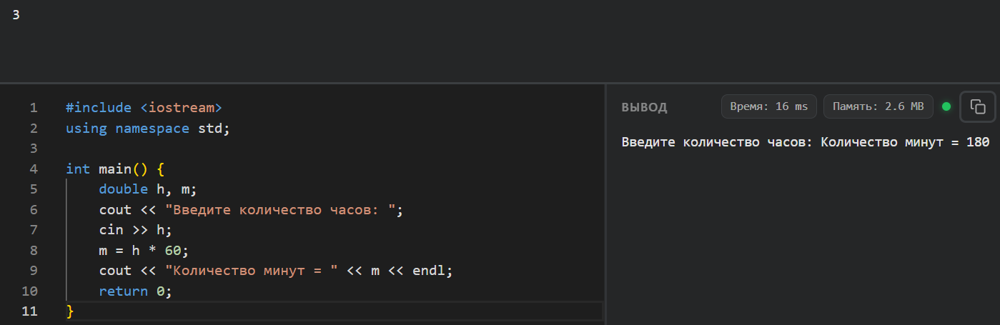 3
1 #include <iostream>
2 using namespace std;
3
4 int main() {
5     double h, m;
6     cout << "Введите количество часов: ";
7     cin >> h;
8     m = h * 60;
9     cout << "Количество минут = " << m << endl;
10     return 0;
11 }
ВЫВОД Время: 16 ms Память: 2.6 MB
Введите количество часов: Количество минут = 180